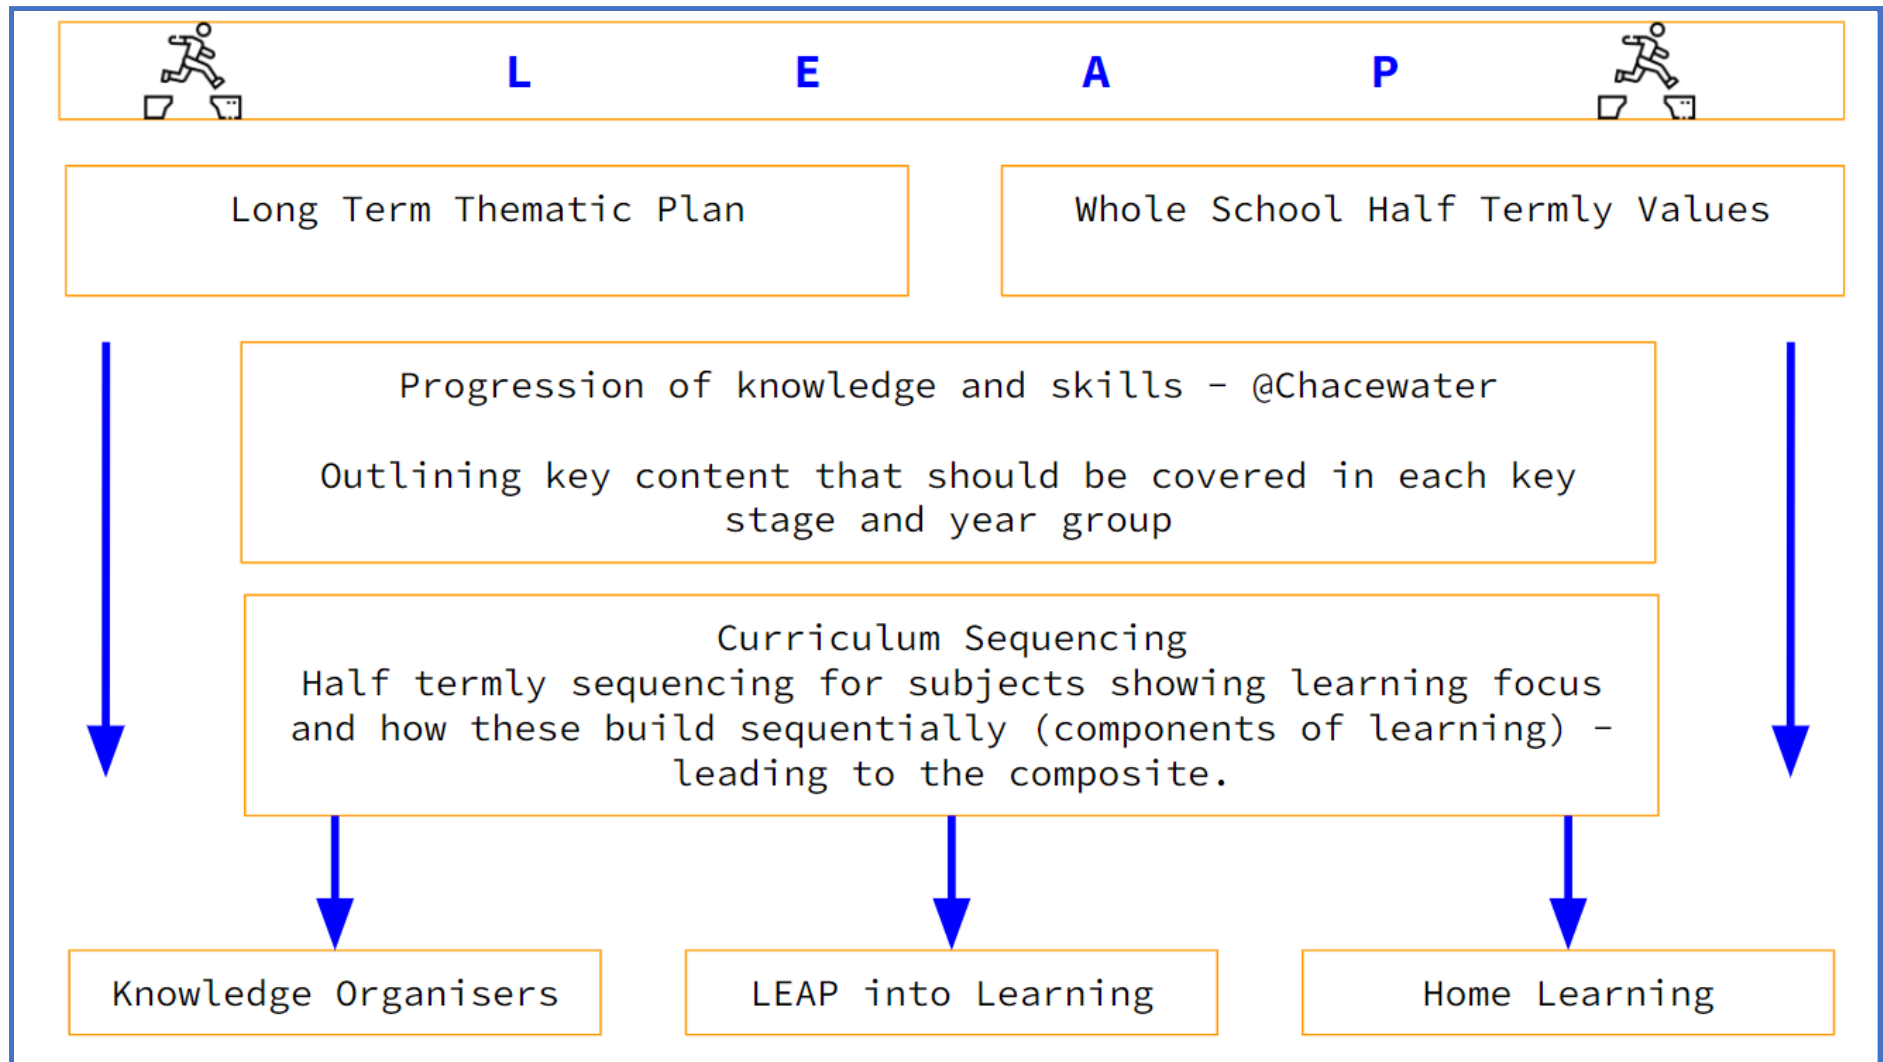 L E A P
Long Term Thematic Plan
Whole School Half Termly Values
Progression of knowledge and skills – @Chacewater
Outlining key content that should be covered in each key
stage and year group
Curriculum Sequencing
Half termly sequencing for subjects showing learning focus
and how these build sequentially (components of learning) –
leading to the composite.
Knowledge Organisers
LEAP into Learning
Home Learning